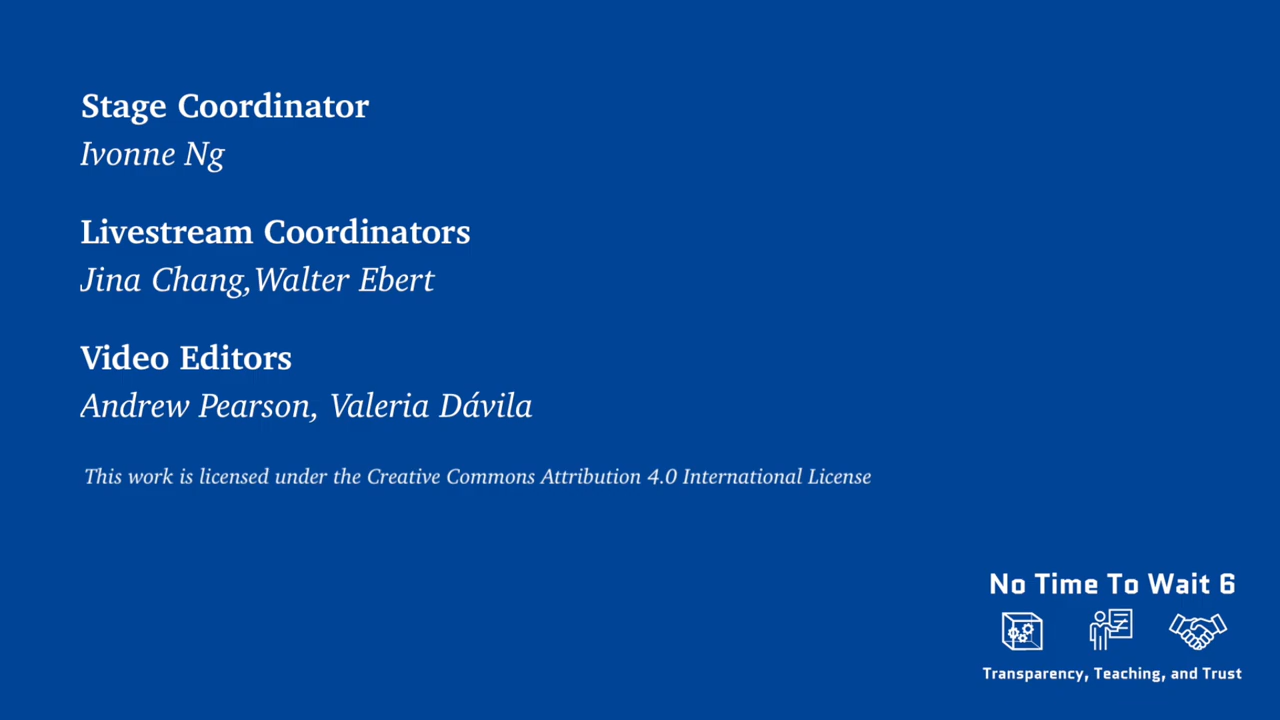 Stage Coordinator
Ivonne Ng
Livestream Coordinators
Jina Chang,Walter Ebert
Video Editors
Andrew Pearson, Valeria Dávila
This work is licensed under the Creative Commons Attribution 4.0 International License
No Time To Wait 6
Transparency, Teaching, and Trust